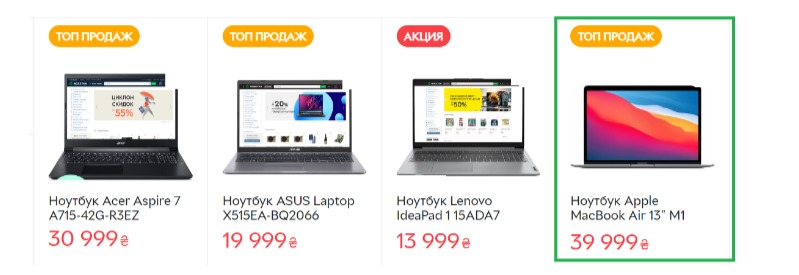 ТОП ПРОДАЖ
ТОП ПРОДАЖ
АКЦИЯ
ТОП ПРОДАЖ
ЦИКЛОН
СКИДОК
55%
-20%
-50%
Ноутбук Acer Aspire 7
A715-42G-R3EZ
30 999₴
Ноутбук ASUS Laptop
X515EA-BQ2066
19 999₴
Ноутбук Lenovo
IdeaPad 1 15ADA7
13 999₴
Ноутбук Apple
MacBook Air 13" M1
39 999₴